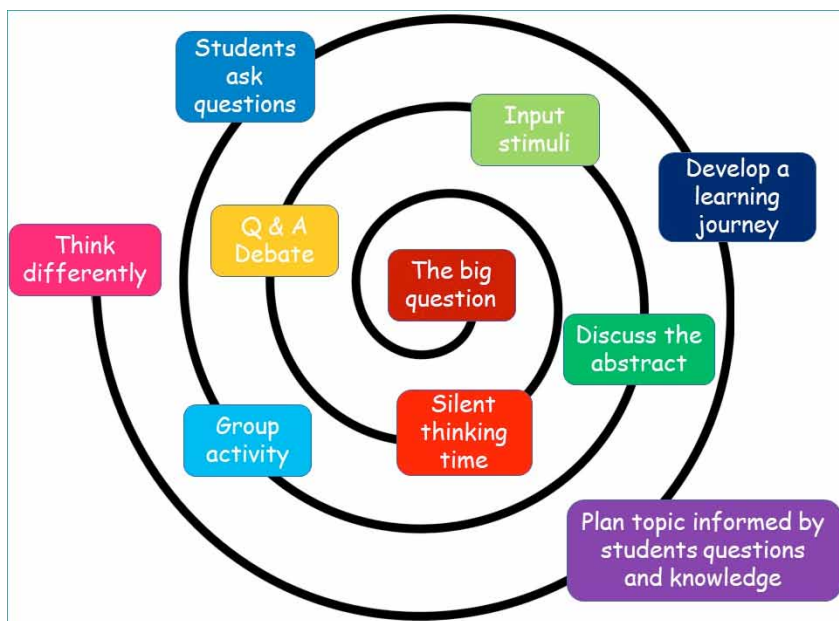 Students
ask
questions
Input
stimuli
Develop a
learning
journey
Think
differently
Q & A
Debate
The big
question
Discuss the
abstract
Group
activity
Silent
thinking
time
Plan topic informed by
students questions
and knowledge